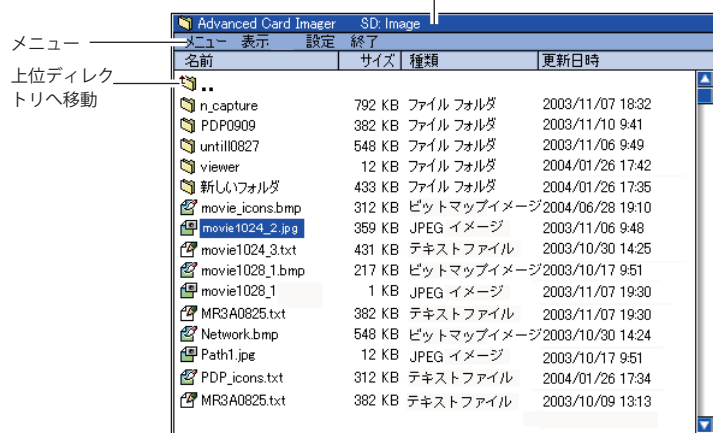 Advanced Card Imager SD: Image
メニュー 表示 設定 終了
名前 サイズ 種類 更新日時
メニュー
上位ディレク
トリへ移動
..
n_capture 792 KB ファイル フォルダ 2003/11/07 18:32
PDP0909 382 KB ファイル フォルダ 2003/11/10 9:41
untill0827 548 KB ファイル フォルダ 2003/11/06 9:49
viewer 12 KB ファイル フォルダ 2004/01/26 17:42
新しいフォルダ 433 KB ファイル フォルダ 2004/01/26 17:35
movie_icons.bmp 312 KB ビットマップイメージ 2004/06/28 19:10
movie1024_2.jpg 359 KB JPEG イメージ 2003/11/06 9:48
movie1024_3.txt 431 KB テキストファイル 2003/10/30 14:25
movie1028_1.bmp 217 KB ビットマップイメージ 2003/10/17 9:51
movie1028_1 1 KB JPEG イメージ 2003/11/07 19:30
MR3A0825.txt 382 KB テキストファイル 2003/11/07 19:30
Network.bmp 548 KB ビットマップイメージ 2003/10/30 14:24
Path1.jpg 12 KB JPEG イメージ 2003/10/17 9:51
PDP_icons.txt 312 KB テキストファイル 2004/01/26 17:34
MR3A0825.txt 382 KB テキストファイル 2003/10/09 13:13